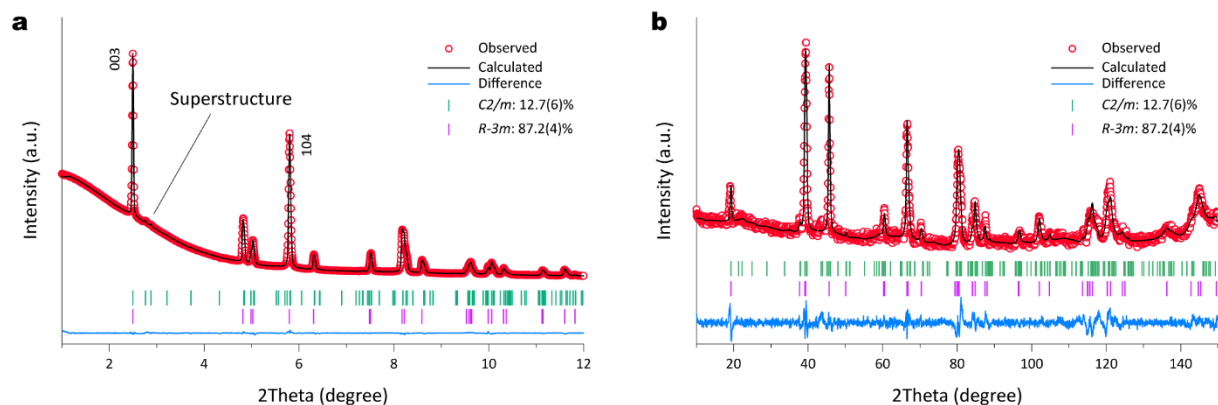 a
Intensity (a.u.)
003
Superstructure
104
Observed
Calculated
Difference
C2/m: 12.7(6)%
R-3m: 87.2(4)%
2 4 6 8 10 12
2Theta (degree)
b
Intensity (a.u.)
Observed
Calculated
Difference
C2/m: 12.7(6)%
R-3m: 87.2(4)%
20 40 60 80 100 120 140
2Theta (degree)